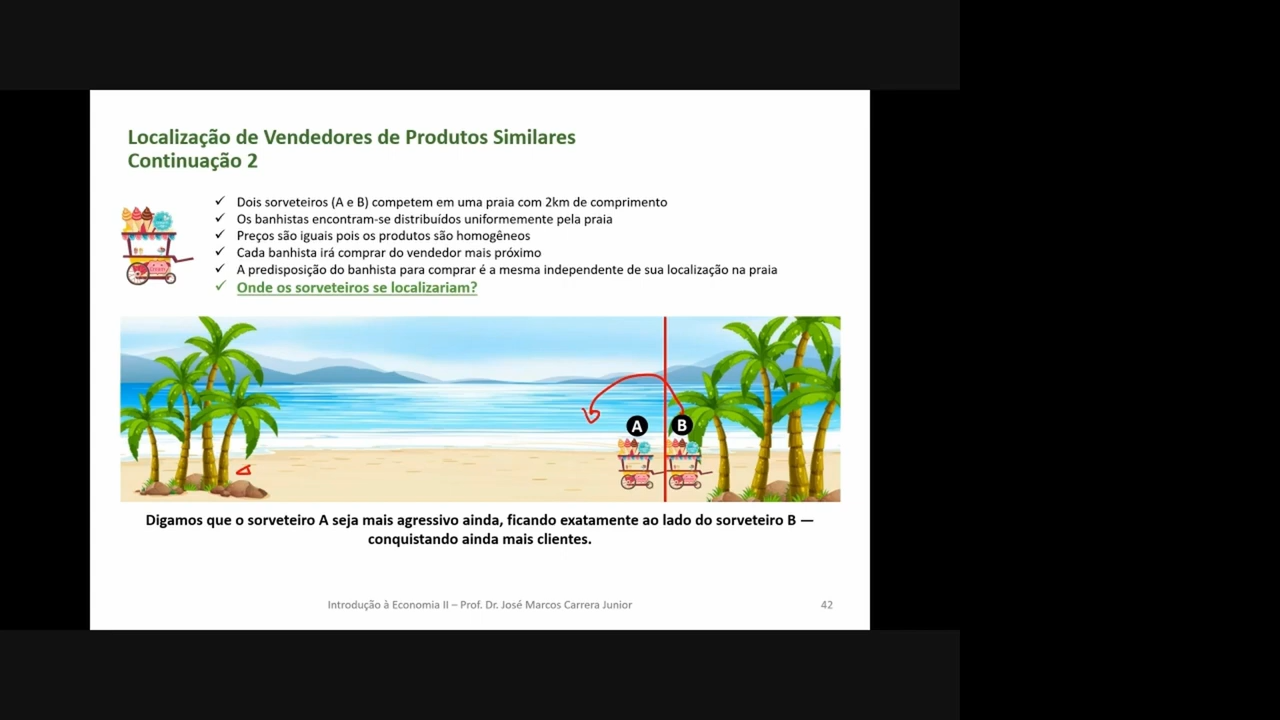 Localização de Vendedores de Produtos Similares
Continuação 2
✓ Dois sorveteiros (A e B) competem em uma praia com 2km de comprimento
✓ Os banhistas encontram-se distribuídos uniformemente pela praia
✓ Preços são iguais pois os produtos são homogêneos
✓ Cada banhista irá comprar do vendedor mais próximo
✓ A predisposição do banhista para comprar é a mesma independente de sua localização na praia
✓ Onde os sorveteiros se localizariam?
A B
Digamos que o sorveteiro A seja mais agressivo ainda, ficando exatamente ao lado do sorveteiro B —
conquistando ainda mais clientes.
Introdução à Economia II – Prof. Dr. José Marcos Carrera Junior 42